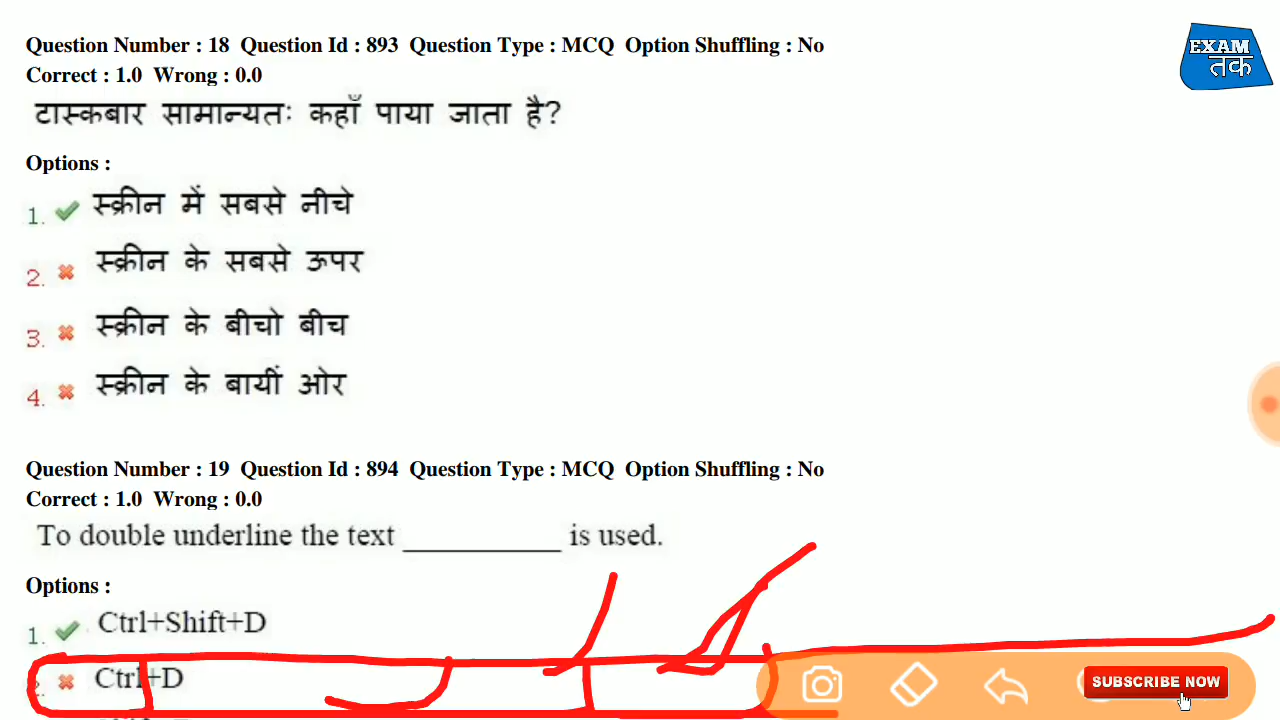 Question Number : 18 Question Id : 893 Question Type : MCQ Option Shuffling : No
EXAM
तक
Correct : 1.0 Wrong : 0.0
टास्कबार सामान्यतः कहाँ पाया जाता है?
Options :
1. स्क्रीन में सबसे नीचे
2. स्क्रीन के सबसे ऊपर
3. स्क्रीन के बीचो बीच
4. स्क्रीन के बायीं ओर
Question Number : 19 Question Id : 894 Question Type : MCQ Option Shuffling : No
Correct : 1.0 Wrong : 0.0
To double underline the text __________ is used.
Options :
1. Ctrl+Shift+D
Ctrl+D
SUBSCRIBE NOW